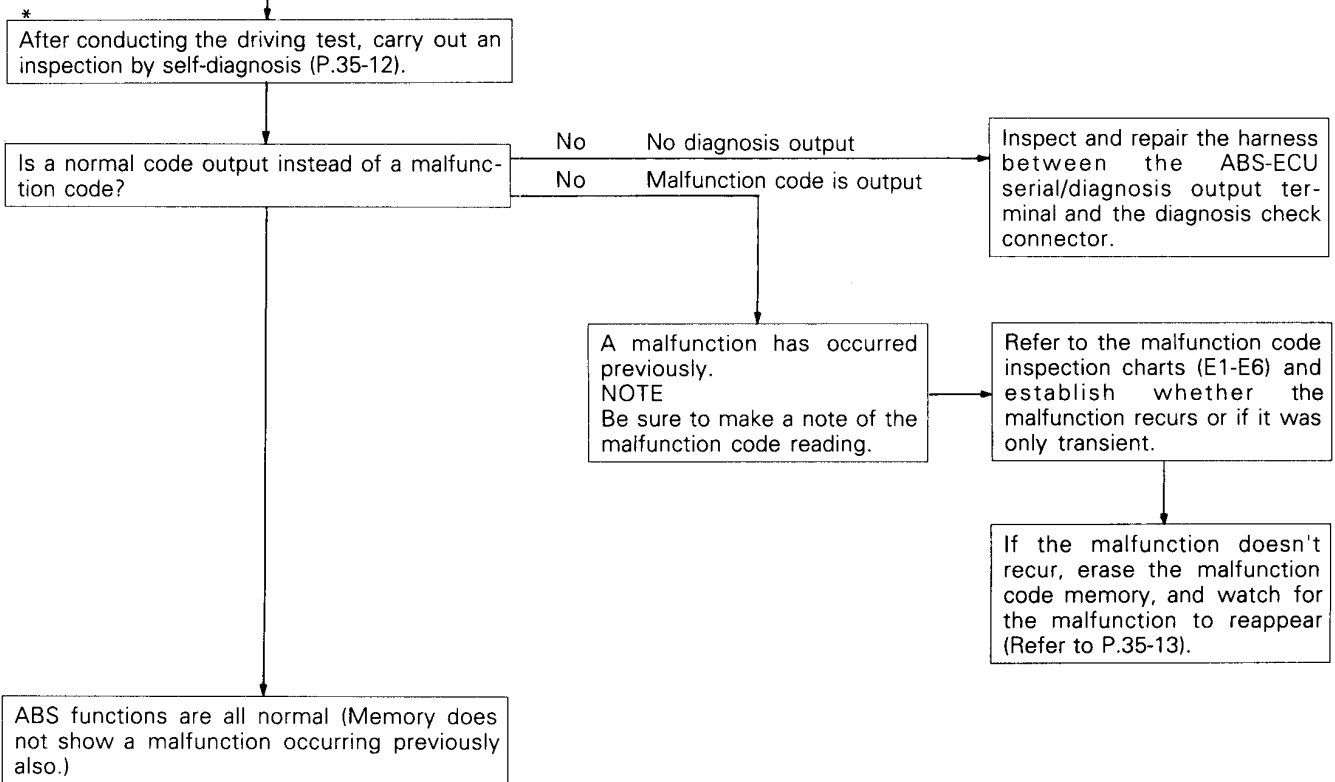 *
After conducting the driving test, carry out an
inspection by self-diagnosis (P.35-12).
Is a normal code output instead of a malfunc-
tion code?
No No diagnosis output
No Malfunction code is output
Inspect and repair the harness
between the ABS-ECU
serial/diagnosis output ter-
minal and the diagnosis check
connector.
A malfunction has occurred
previously.
NOTE
Be sure to make a note of the
malfunction code reading.
Refer to the malfunction code
inspection charts (E1-E6) and
establish whether the
malfunction recurs or if it was
only transient.
If the malfunction doesn't
recur, erase the malfunction
code memory, and watch for
the malfunction to reappear
(Refer to P.35-13).
ABS functions are all normal (Memory does
not show a malfunction occurring previously
also.)